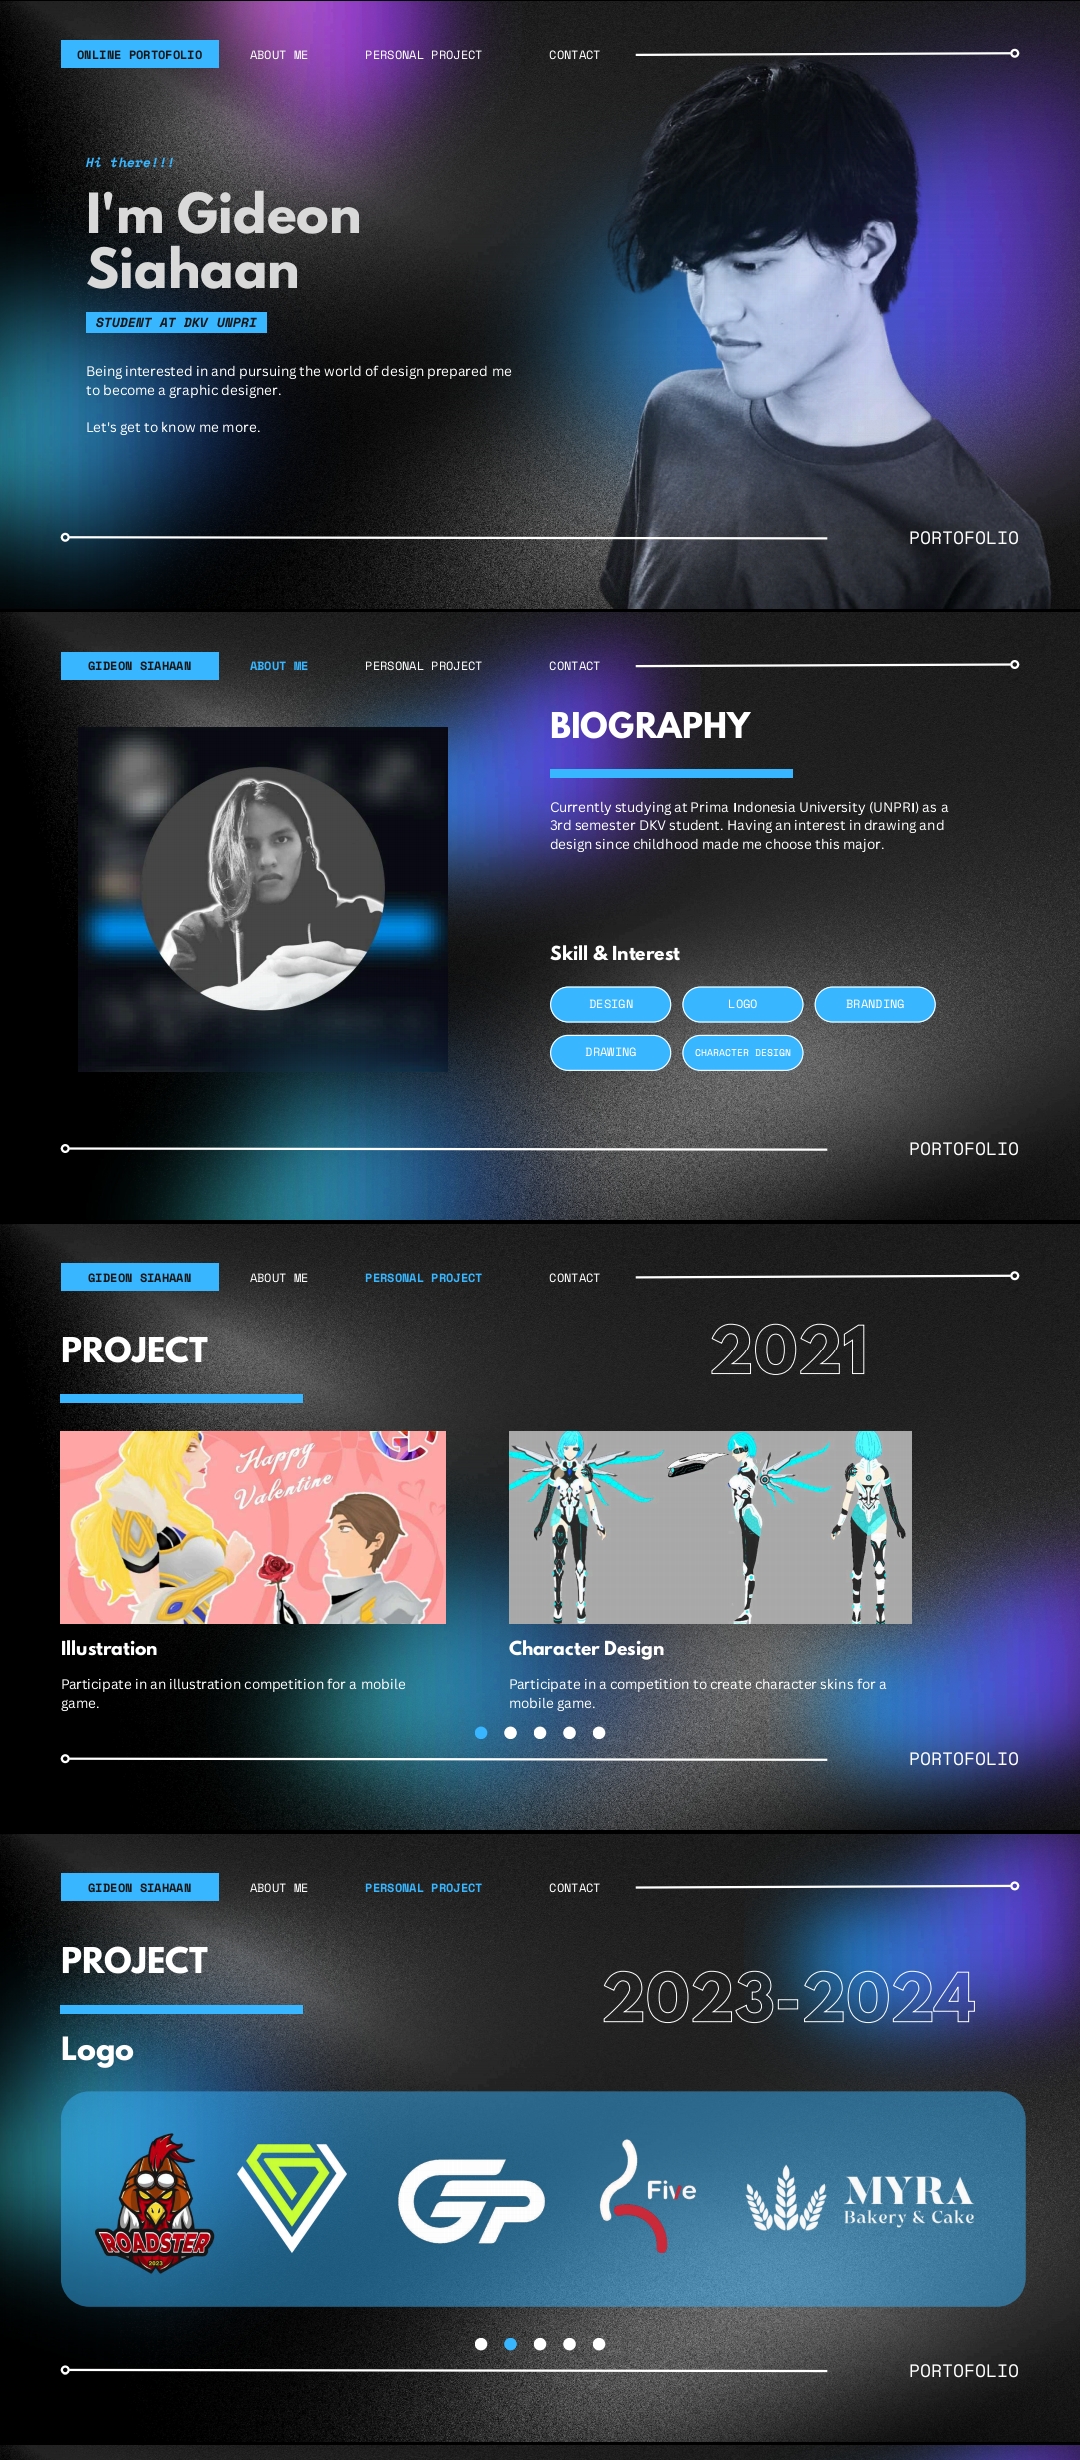 ONLINE PORTOFOLIO
ABOUT ME
PERSONAL PROJECT
CONTACT
Hi there!!!
I'm Gideon
Siahaan
STUDENT AT DKV UNPRI
Being interested in and pursuing the world of design prepared me
to become a graphic designer.
Let's get to know me more.
PORTOFOLIO
GIDEON SIAHAAN
ABOUT ME
PERSONAL PROJECT
CONTACT
BIOGRAPHY
Currently studying at Prima Indonesia University (UNPRI) as a
3rd semester DKV student. Having an interest in drawing and
design since childhood made me choose this major.
Skill & Interest
DESIGN
LOGO
BRANDING
DRAWING
CHARACTER DESIGN
PORTOFOLIO
GIDEON SIAHAAN
ABOUT ME
PERSONAL PROJECT
CONTACT
PROJECT
2021
Happy
Valentine
Illustration
Participate in an illustration competition for a mobile
game.
Character Design
Participate in a competition to create character skins for a
mobile game.
PORTOFOLIO
GIDEON SIAHAAN
ABOUT ME
PERSONAL PROJECT
CONTACT
PROJECT
2023-2024
Logo
ROADSTER
2023
GP
Five
MYRA
Bakery & Cake
PORTOFOLIO